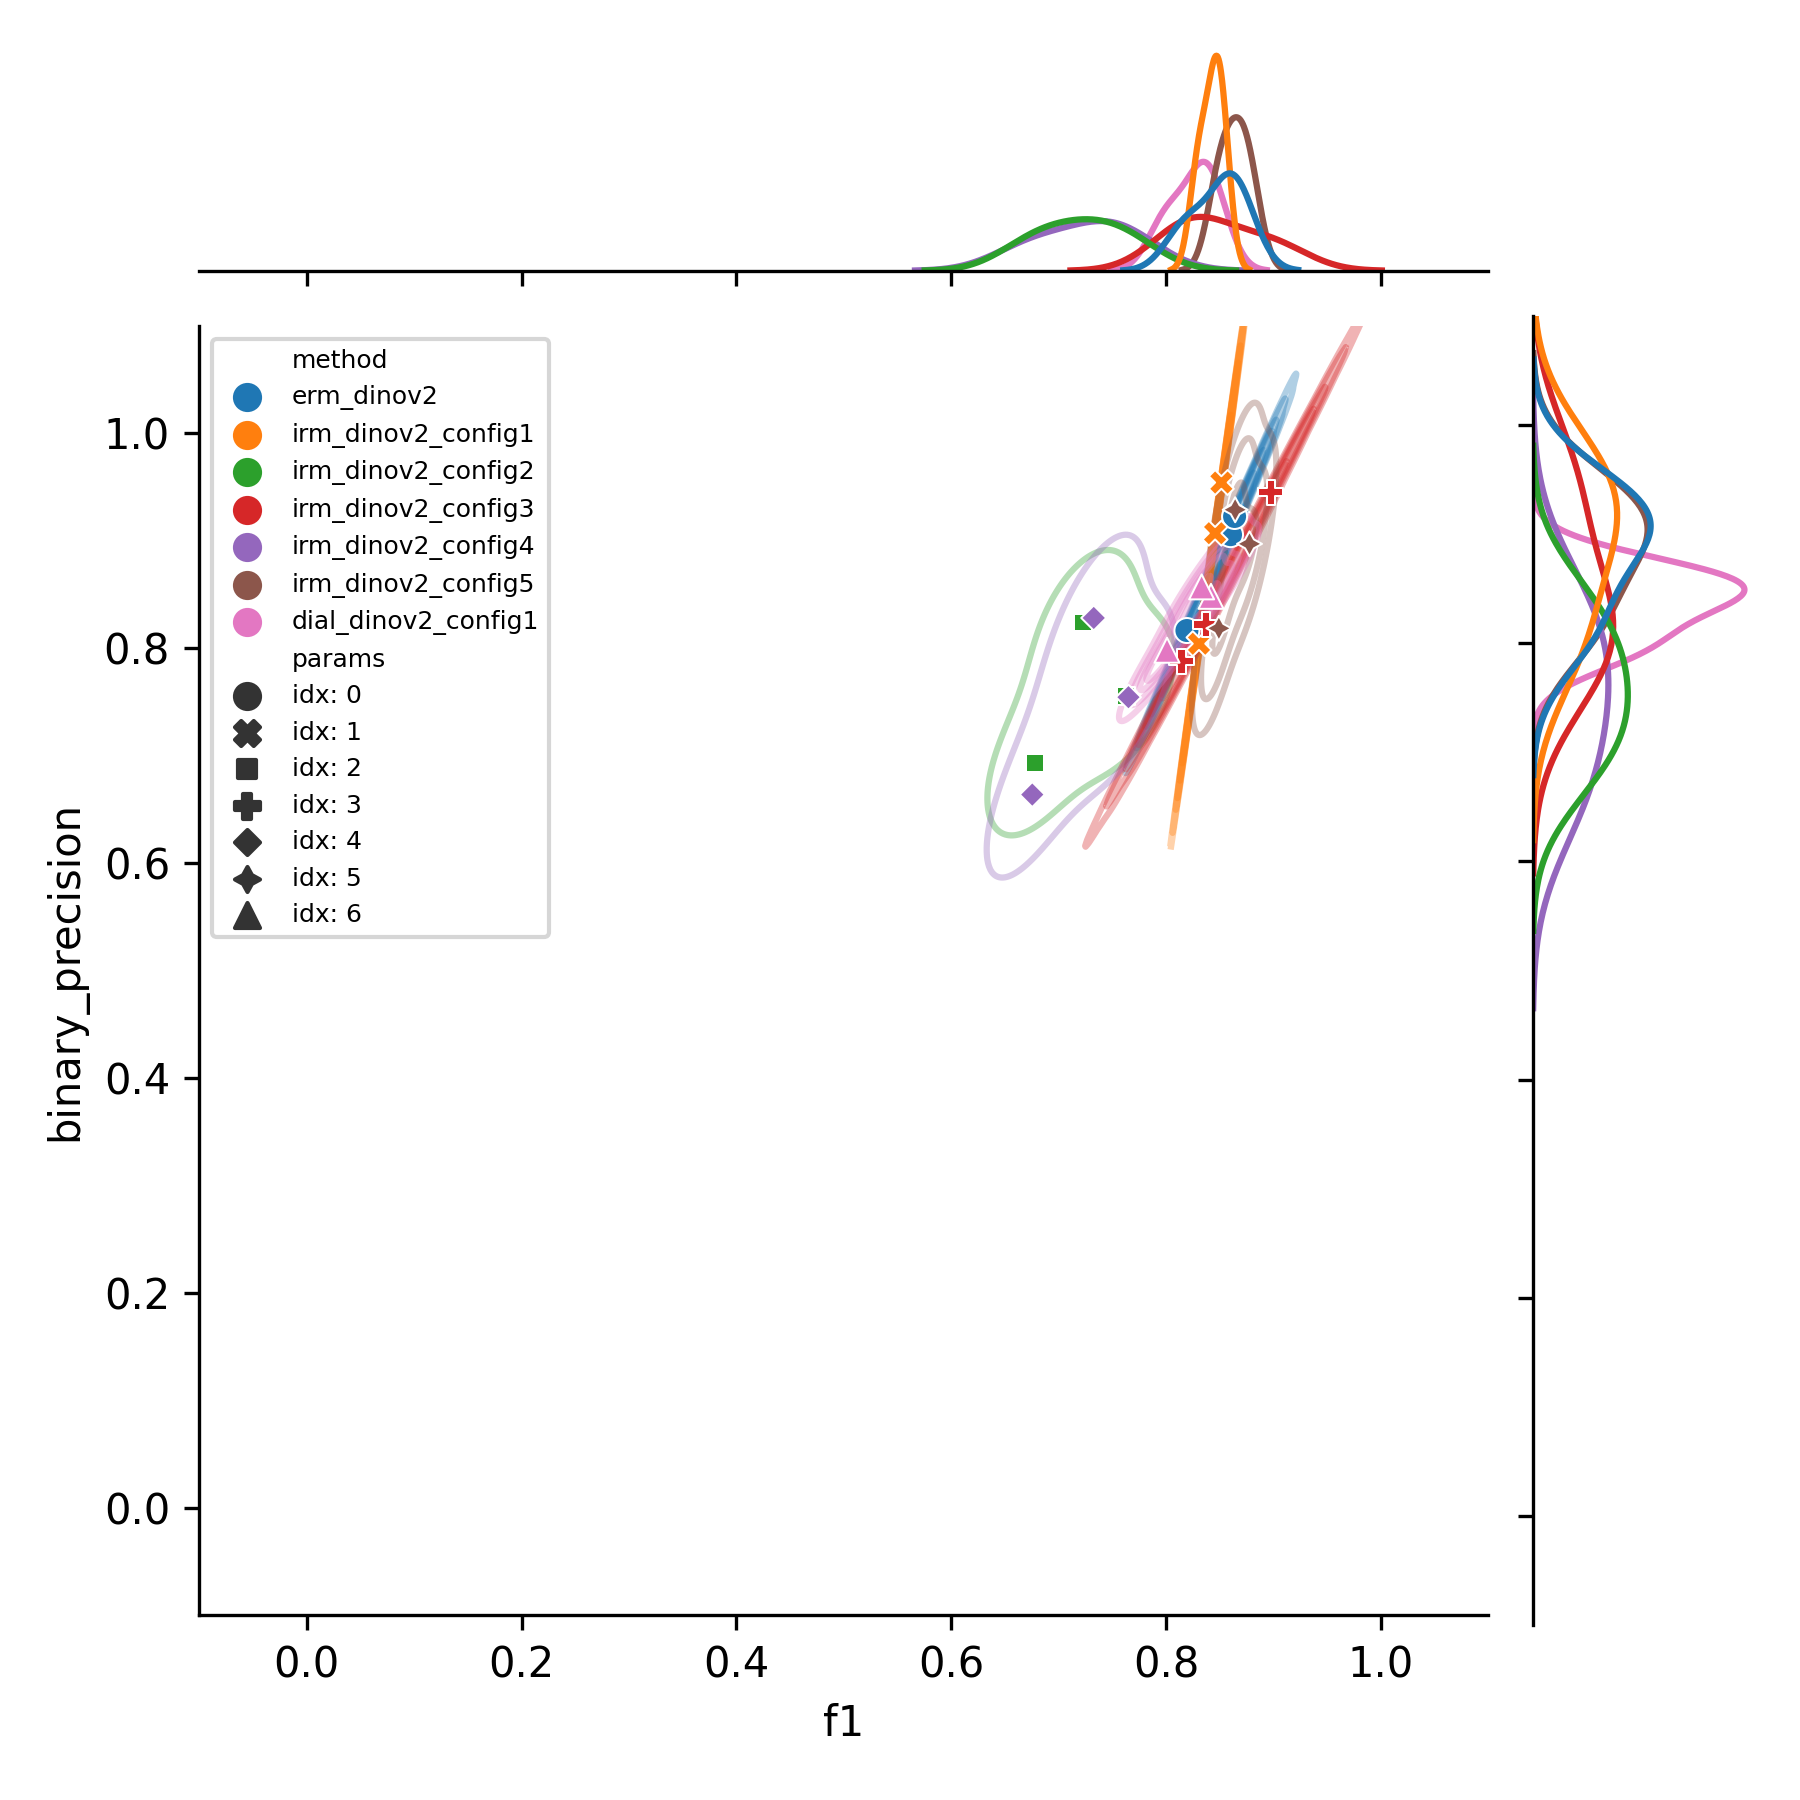 method
erm_dinov2
irm_dinov2_config1
irm_dinov2_config2
irm_dinov2_config3
irm_dinov2_config4
irm_dinov2_config5
dial_dinov2_config1
params
idx: 0
idx: 1
idx: 2
idx: 3
idx: 4
idx: 5
idx: 6
binary_precision
1.0
0.8
0.6
0.4
0.2
0.0
0.0 0.2 0.4 0.6 0.8 1.0
f1